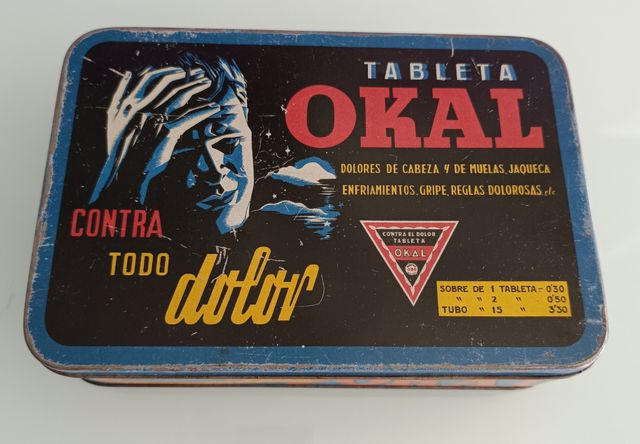 TABLETA
OKAL
DOLORES DE CABEZA Y DE MUELAS, JAQUECA
ENFRIAMIENTOS, GRIPE, REGLAS DOLOROSAS, etc.
CONTRA
TODO
dolor
CONTRA EL DOLOR
TABLETA
OKAL
SOBRE DE 1 TABLETA - 0'30
" " 2 " 0'50
TUBO " 15 " 3'30